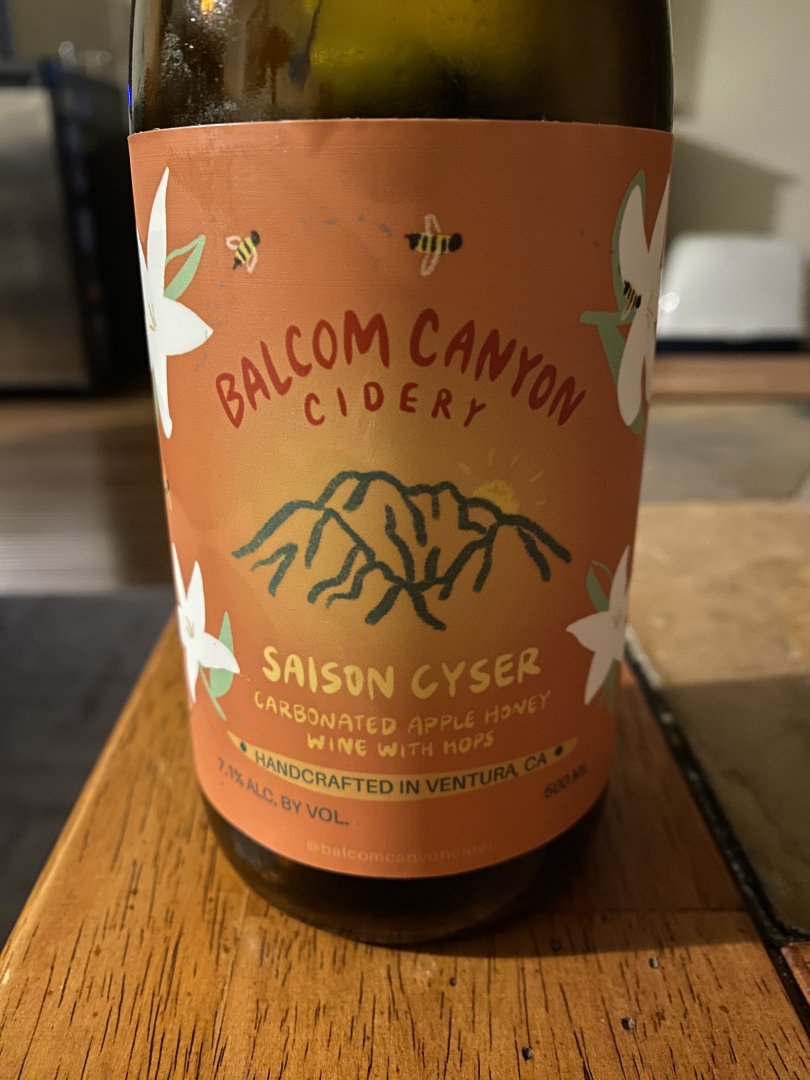 BALCOM CANYON
CIDERY
SAISON CYSER
CARBONATED APPLE HONEY
WINE WITH HOPS
• HANDCRAFTED IN VENTURA, CA •
7.1% ALC. BY VOL.
500 ML
@balcomcanyoncider